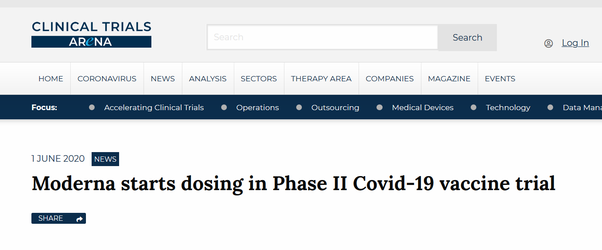 CLINICAL TRIALS
ARENA
Search
Search
Log In
HOME
CORONAVIRUS
NEWS
ANALYSIS
SECTORS
THERAPY AREA
COMPANIES
MAGAZINE
EVENTS
Focus:
Accelerating Clinical Trials
Operations
Outsourcing
Medical Devices
Technology
Data Mana
1 JUNE 2020
NEWS
Moderna starts dosing in Phase II Covid-19 vaccine trial
SHARE